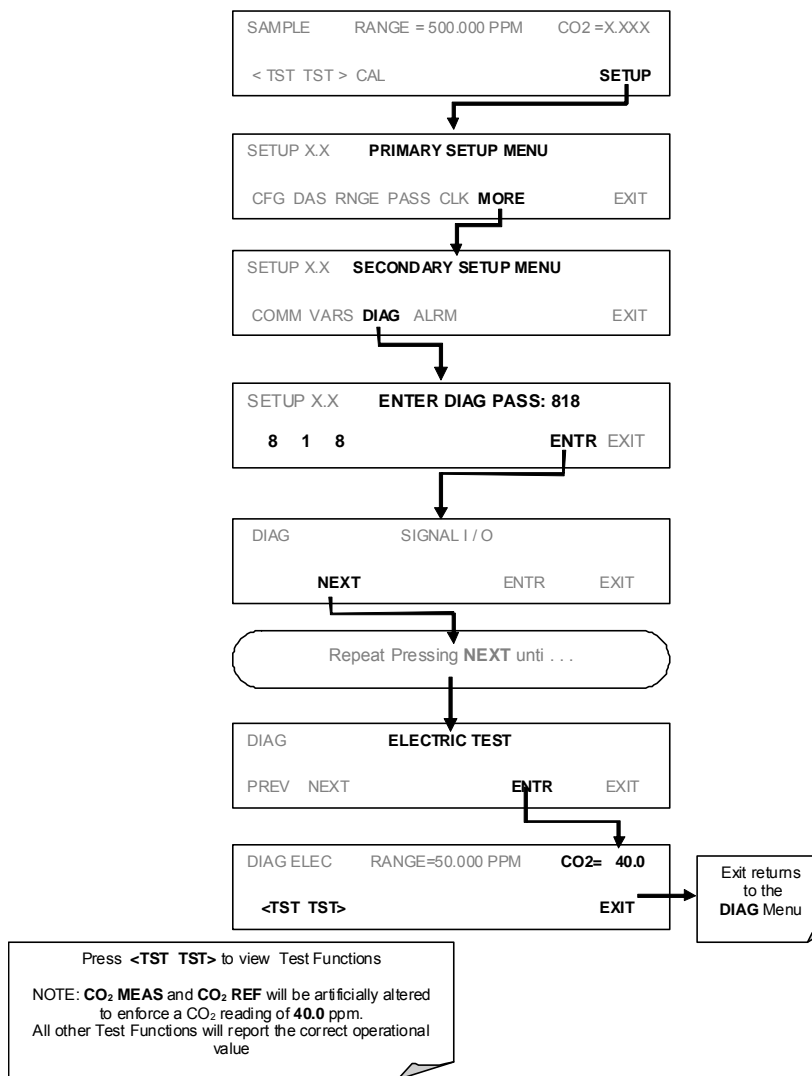 SAMPLE RANGE = 500.000 PPM CO2 =X.XXX
< TST TST > CAL SETUP
SETUP X.X PRIMARY SETUP MENU
CFG DAS RNGE PASS CLK MORE EXIT
SETUP X.X SECONDARY SETUP MENU
COMM VARS DIAG ALRM EXIT
SETUP X.X ENTER DIAG PASS: 818
8 1 8 ENTR EXIT
DIAG SIGNAL I / O
NEXT ENTR EXIT
Repeat Pressing NEXT unti . . .
DIAG ELECTRIC TEST
PREV NEXT ENTR EXIT
DIAG ELEC RANGE=50.000 PPM CO2= 40.0
<TST TST> EXIT
Exit returns
to the
DIAG Menu
Press <TST TST> to view Test Functions
NOTE: CO₂ MEAS and CO₂ REF will be artificially altered
to enforce a CO₂ reading of 40.0 ppm.
All other Test Functions will report the correct operational
value